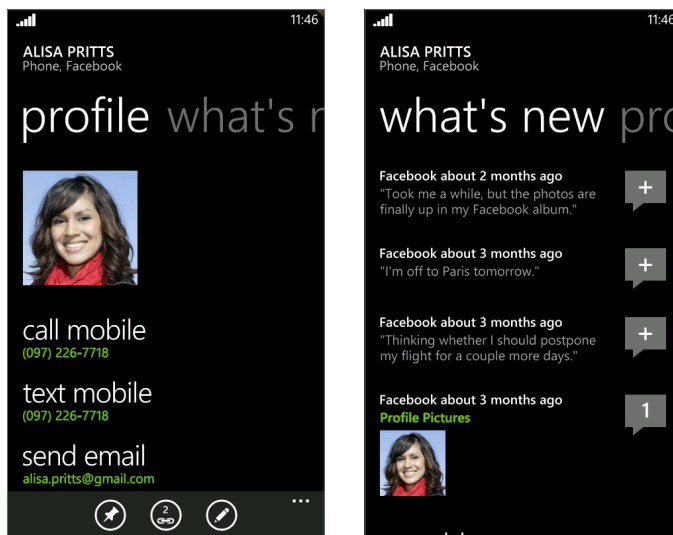 11:46
ALISA PRITTS
Phone, Facebook
profile what's n
call mobile
(097) 226-7718
text mobile
(097) 226-7718
send email
alisa.pritts@gmail.com
2
11:46
ALISA PRITTS
Phone, Facebook
what's new pro
Facebook about 2 months ago
"Took me a while, but the photos are
finally up in my Facebook album."
+
Facebook about 3 months ago
"I'm off to Paris tomorrow."
+
Facebook about 3 months ago
"Thinking whether I should postpone
my flight for a couple more days."
+
Facebook about 3 months ago
Profile Pictures
1